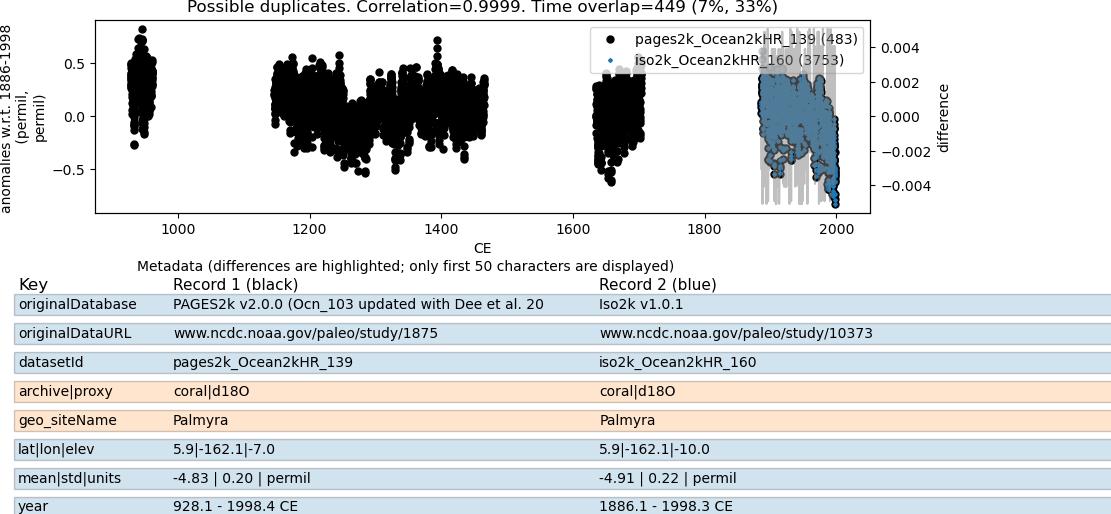 Possible duplicates. Correlation=0.9999. Time overlap=449 (7%, 33%)
anomalies w.r.t. 1886-1998
(permil,
permil)
0.5
0.0
−0.5
pages2k_Ocean2kHR_139 (483)
iso2k_Ocean2kHR_160 (3753)
0.004
0.002
0.000
−0.002
−0.004
difference
1000
1200
1400
1600
1800
2000
CE
Metadata (differences are highlighted; only first 50 characters are displayed)
Key Record 1 (black) Record 2 (blue)
originalDatabase PAGES2k v2.0.0 (Ocn_103 updated with Dee et al. 20 Iso2k v1.0.1
originalDataURL www.ncdc.noaa.gov/paleo/study/1875 www.ncdc.noaa.gov/paleo/study/10373
datasetId pages2k_Ocean2kHR_139 iso2k_Ocean2kHR_160
archive|proxy coral|d18O coral|d18O
geo_siteName Palmyra Palmyra
lat|lon|elev 5.9|-162.1|-7.0 5.9|-162.1|-10.0
mean|std|units -4.83 | 0.20 | permil -4.91 | 0.22 | permil
year 928.1 - 1998.4 CE 1886.1 - 1998.3 CE